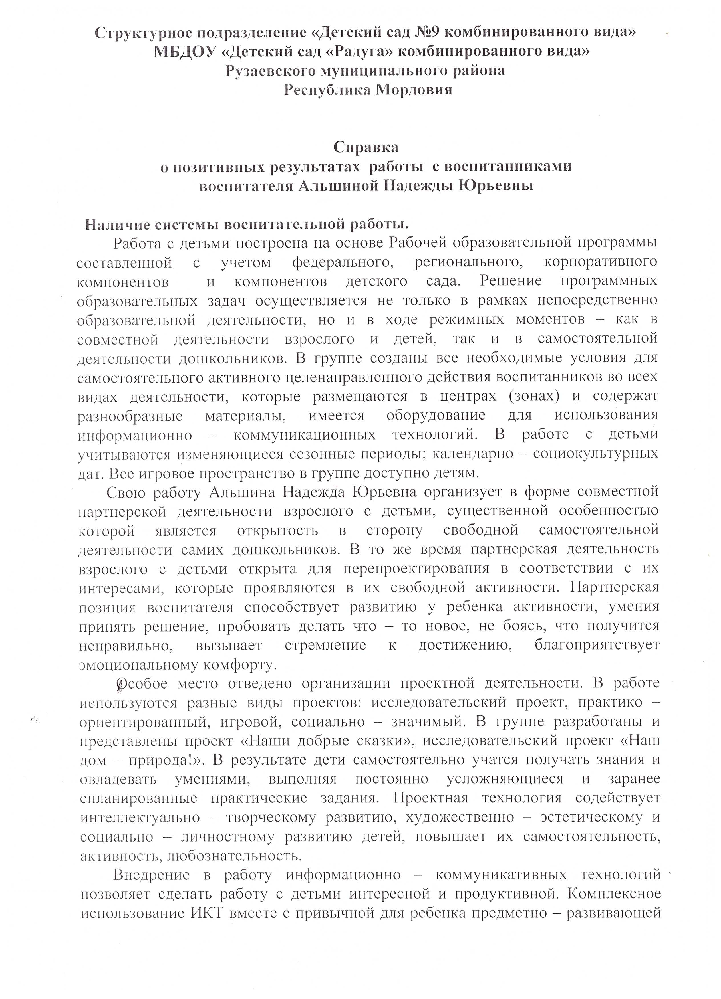 Структурное подразделение «Детский сад №9 комбинированного вида»
МБДОУ «Детский сад «Радуга» комбинированного вида»
Рузаевского муниципального района
Республика Мордовия
Справка
о позитивных результатах работы с воспитанниками
воспитателя Альшиной Надежды Юрьевны
Наличие системы воспитательной работы.
Работа с детьми построена на основе Рабочей образовательной программы
составленной с учетом федерального, регионального, корпоративного
компонентов и компонентов детского сада. Решение программных
образовательных задач осуществляется не только в рамках непосредственно
образовательной деятельности, но и в ходе режимных моментов – как в
совместной деятельности взрослого и детей, так и в самостоятельной
деятельности дошкольников. В группе созданы все необходимые условия для
самостоятельного активного целенаправленного действия воспитанников во всех
видах деятельности, которые размещаются в центрах (зонах) и содержат
разнообразные материалы, имеется оборудование для использования
информационно – коммуникационных технологий. В работе с детьми
учитываются изменяющиеся сезонные периоды; календарно – социокультурных
дат. Все игровое пространство в группе доступно детям.
Свою работу Альшина Надежда Юрьевна организует в форме совместной
партнерской деятельности взрослого с детьми, существенной особенностью
которой является открытость в сторону свободной самостоятельной
деятельности самих дошкольников. В то же время партнерская деятельность
взрослого с детьми открыта для перепроектирования в соответствии с их
интересами, которые проявляются в их свободной активности. Партнерская
позиция воспитателя способствует развитию у ребенка активности, умения
принять решение, пробовать делать что – то новое, не боясь, что получится
неправильно, вызывает стремление к достижению, благоприятствует
эмоциональному комфорту.
Особое место отведено организации проектной деятельности. В работе
используются разные виды проектов: исследовательский проект, практико –
ориентированный, игровой, социально – значимый. В группе разработаны и
представлены проект «Наши добрые сказки», исследовательский проект «Наш
дом – природа!». В результате дети самостоятельно учатся получать знания и
овладевать умениями, выполняя постоянно усложняющиеся и заранее
спланированные практические задания. Проектная технология содействует
интеллектуально – творческому развитию, художественно – эстетическому и
социально – личностному развитию детей, повышает их самостоятельность,
активность, любознательность.
Внедрение в работу информационно – коммуникативных технологий
позволяет сделать работу с детьми интересной и продуктивной. Комплексное
использование ИКТ вместе с привычной для ребенка предметно – развивающей